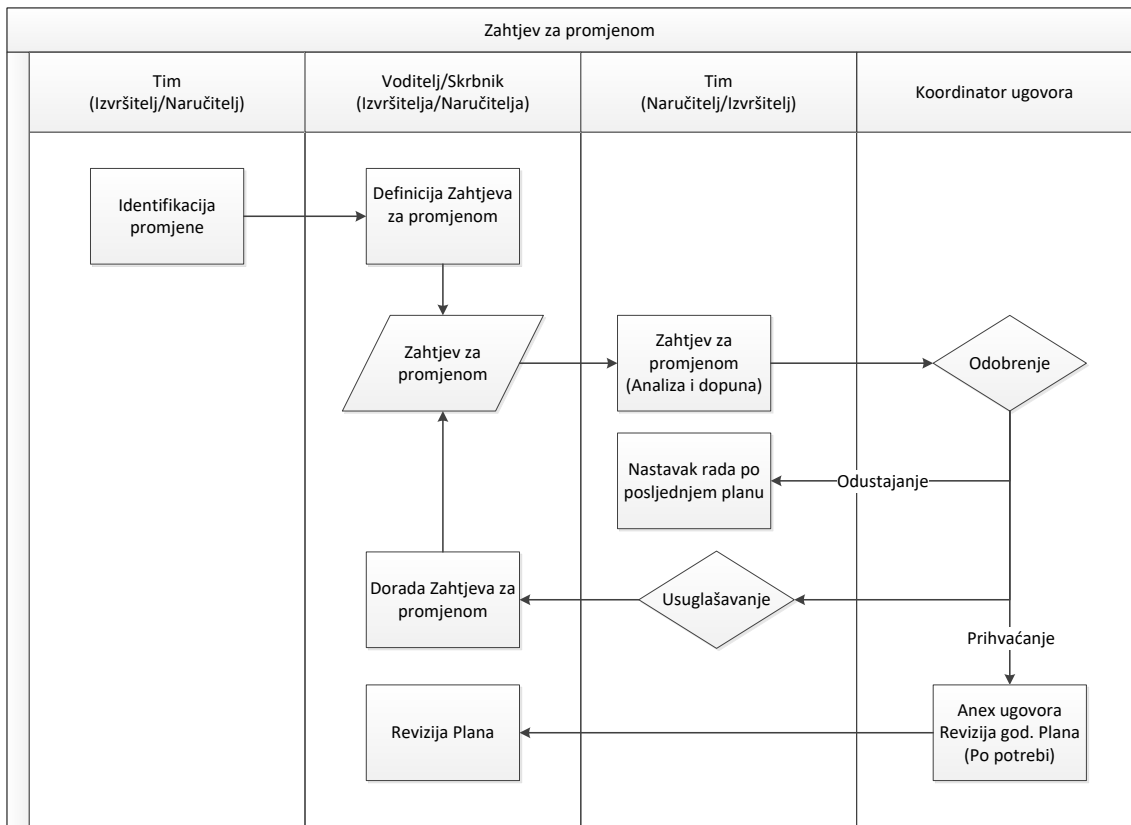 Zahtjev za promjenom
Tim
(Izvršitelj/Naručitelj)
Voditelj/Skrbnik
(Izvršitelja/Naručitelja)
Tim
(Naručitelj/Izvršitelj)
Koordinator ugovora
Identifikacija
promjene
Definicija Zahtjeva
za promjenom
Zahtjev za
promjenom
Zahtjev za
promjenom
(Analiza i dopuna)
Odobrenje
Nastavak rada po
posljednjem planu
Odustajanje
Dorada Zahtjeva za
promjenom
Usuglašavanje
Prihvaćanje
Revizija Plana
Anex ugovora
Revizija god. Plana
(Po potrebi)